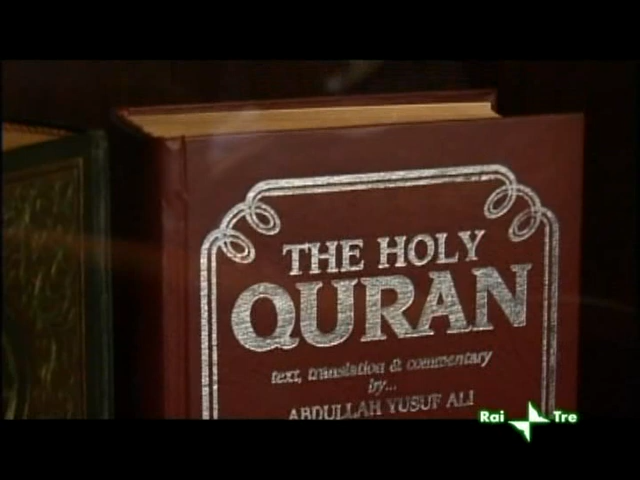 THE HOLY
QURAN
text, translation & commentary
by...
ABDULLAH YUSUF ALI
Rai Tre